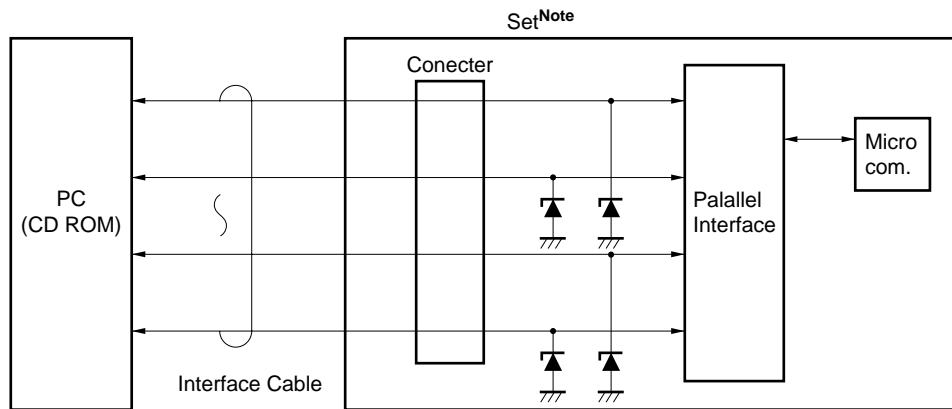 Set Note
Conecter
PC
(CD ROM)
Micro
com.
Palallel
Interface
Interface Cable